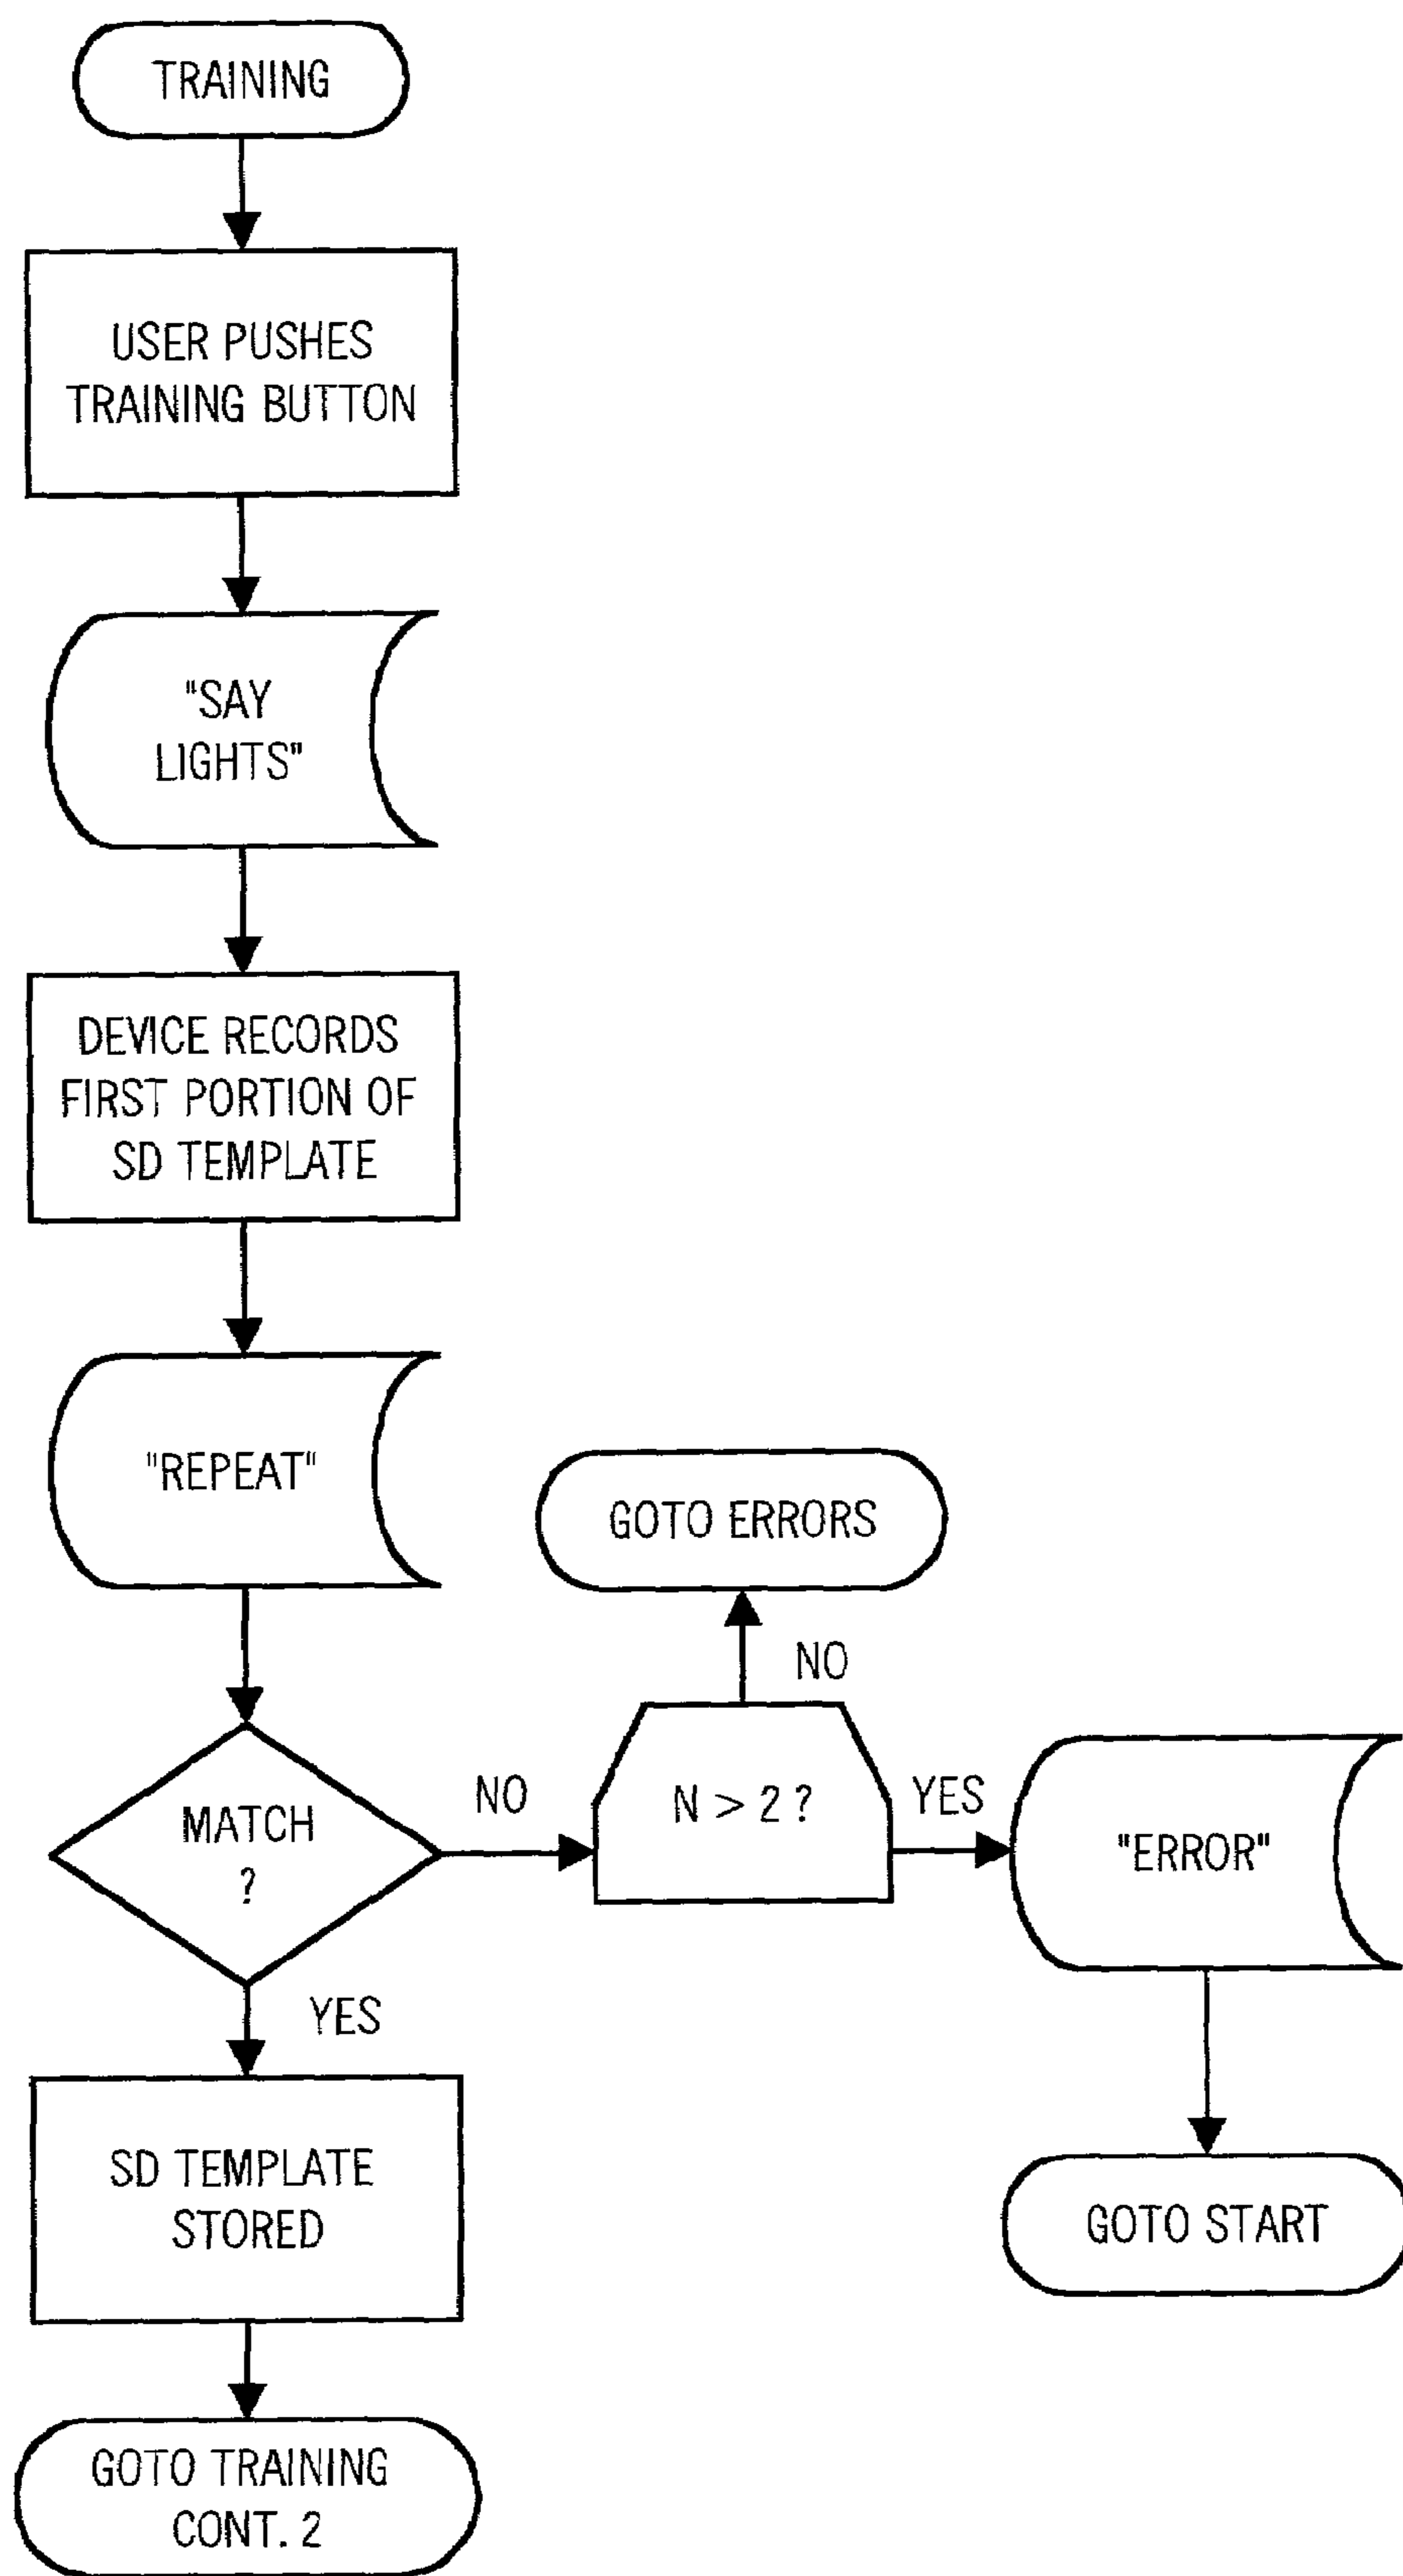 TRAINING
USER PUSHES
TRAINING BUTTON
"SAY
LIGHTS"
DEVICE RECORDS
FIRST PORTION OF
SD TEMPLATE
"REPEAT"
GOTO ERRORS
NO
MATCH
?
NO
N > 2 ?
YES
"ERROR"
YES
SD TEMPLATE
STORED
GOTO START
GOTO TRAINING
CONT. 2